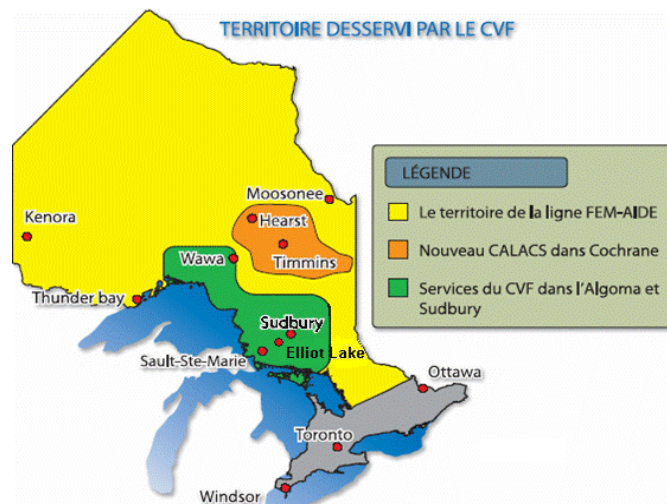 TERRITOIRE DESSERVI PAR LE CVF
LÉGENDE
Le territoire de la ligne FEM-AIDE
Nouveau CALACS dans Cochrane
Services du CVF dans l'Algoma et
Sudbury
Moosonee
Kenora
Hearst
Wawa
Timmins
Thunder bay
Sudbury
Elliot Lake
Sault-Ste-Marie
Ottawa
Toronto
Windsor